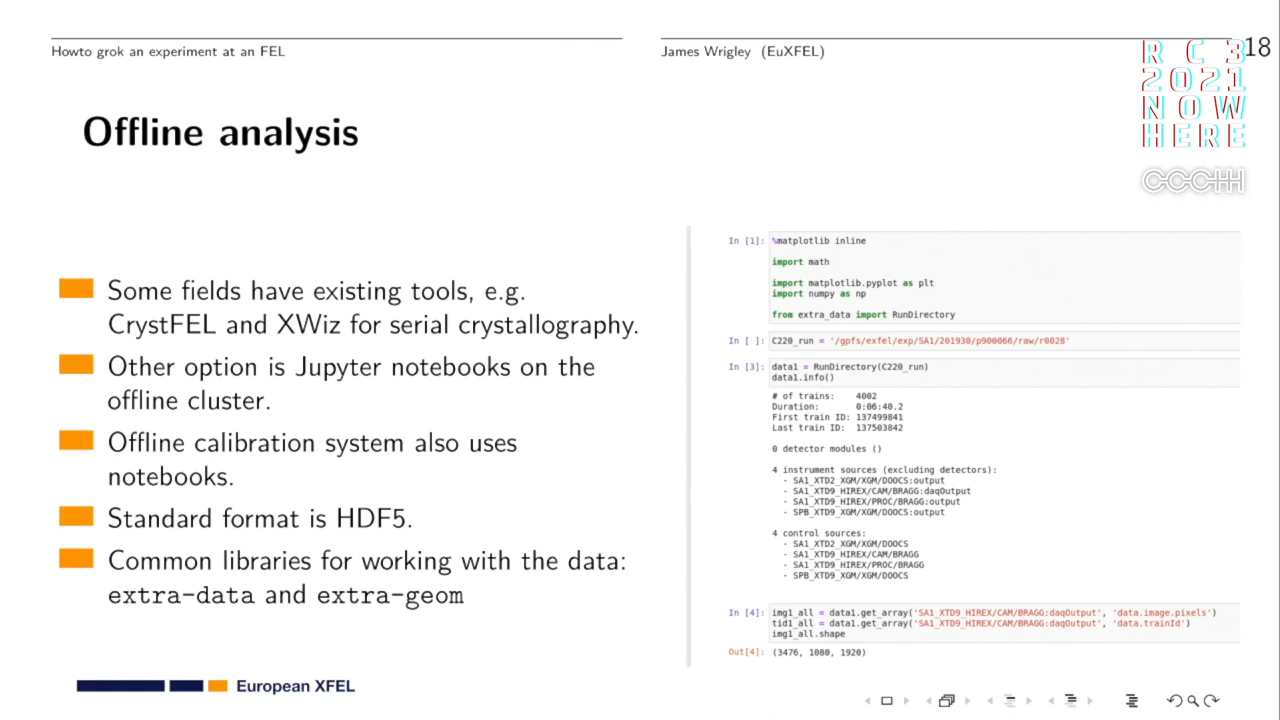 Howto grok an experiment at an FEL
James Wrigley (EuXFEL)
18
R C 3
2021
NOW
HERE
CCCHH
Offline analysis
Some fields have existing tools, e.g.
CrystFEL and XWiz for serial crystallography.
Other option is Jupyter notebooks on the
offline cluster.
Offline calibration system also uses
notebooks.
Standard format is HDF5.
Common libraries for working with the data:
extra-data and extra-geom
In [1]: %matplotlib inline
import math
import matplotlib.pyplot as plt
import numpy as np
from extra_data import RunDirectory
In [ ]: C220_run = '/gpfs/exfel/exp/SA1/201930/p900066/raw/r0028'
In [3]: data1 = RunDirectory(C220_run)
data1.info()
# of trains: 4002
Duration: 0:06:40.2
First train ID: 137499841
Last train ID: 137503842
0 detector modules ()
4 instrument sources (excluding detectors):
- SA1_XTD2_XGM/XGM/DOOCS:output
- SA1_XTD9_HIREX/CAM/BRAGG:daqOutput
- SA1_XTD9_HIREX/PROC/BRAGG:output
- SPB_XTD9_XGM/XGM/DOOCS:output
4 control sources:
- SA1_XTD2_XGM/XGM/DOOCS
- SA1_XTD9_HIREX/CAM/BRAGG
- SA1_XTD9_HIREX/PROC/BRAGG
- SPB_XTD9_XGM/XGM/DOOCS
In [4]: img1_all = data1.get_array('SA1_XTD9_HIREX/CAM/BRAGG:daqOutput', 'data.image.pixels')
tid1_all = data1.get_array('SA1_XTD9_HIREX/CAM/BRAGG:daqOutput', 'data.trainId')
img1_all.shape
Out[4]: (3476, 1080, 1920)
European XFEL